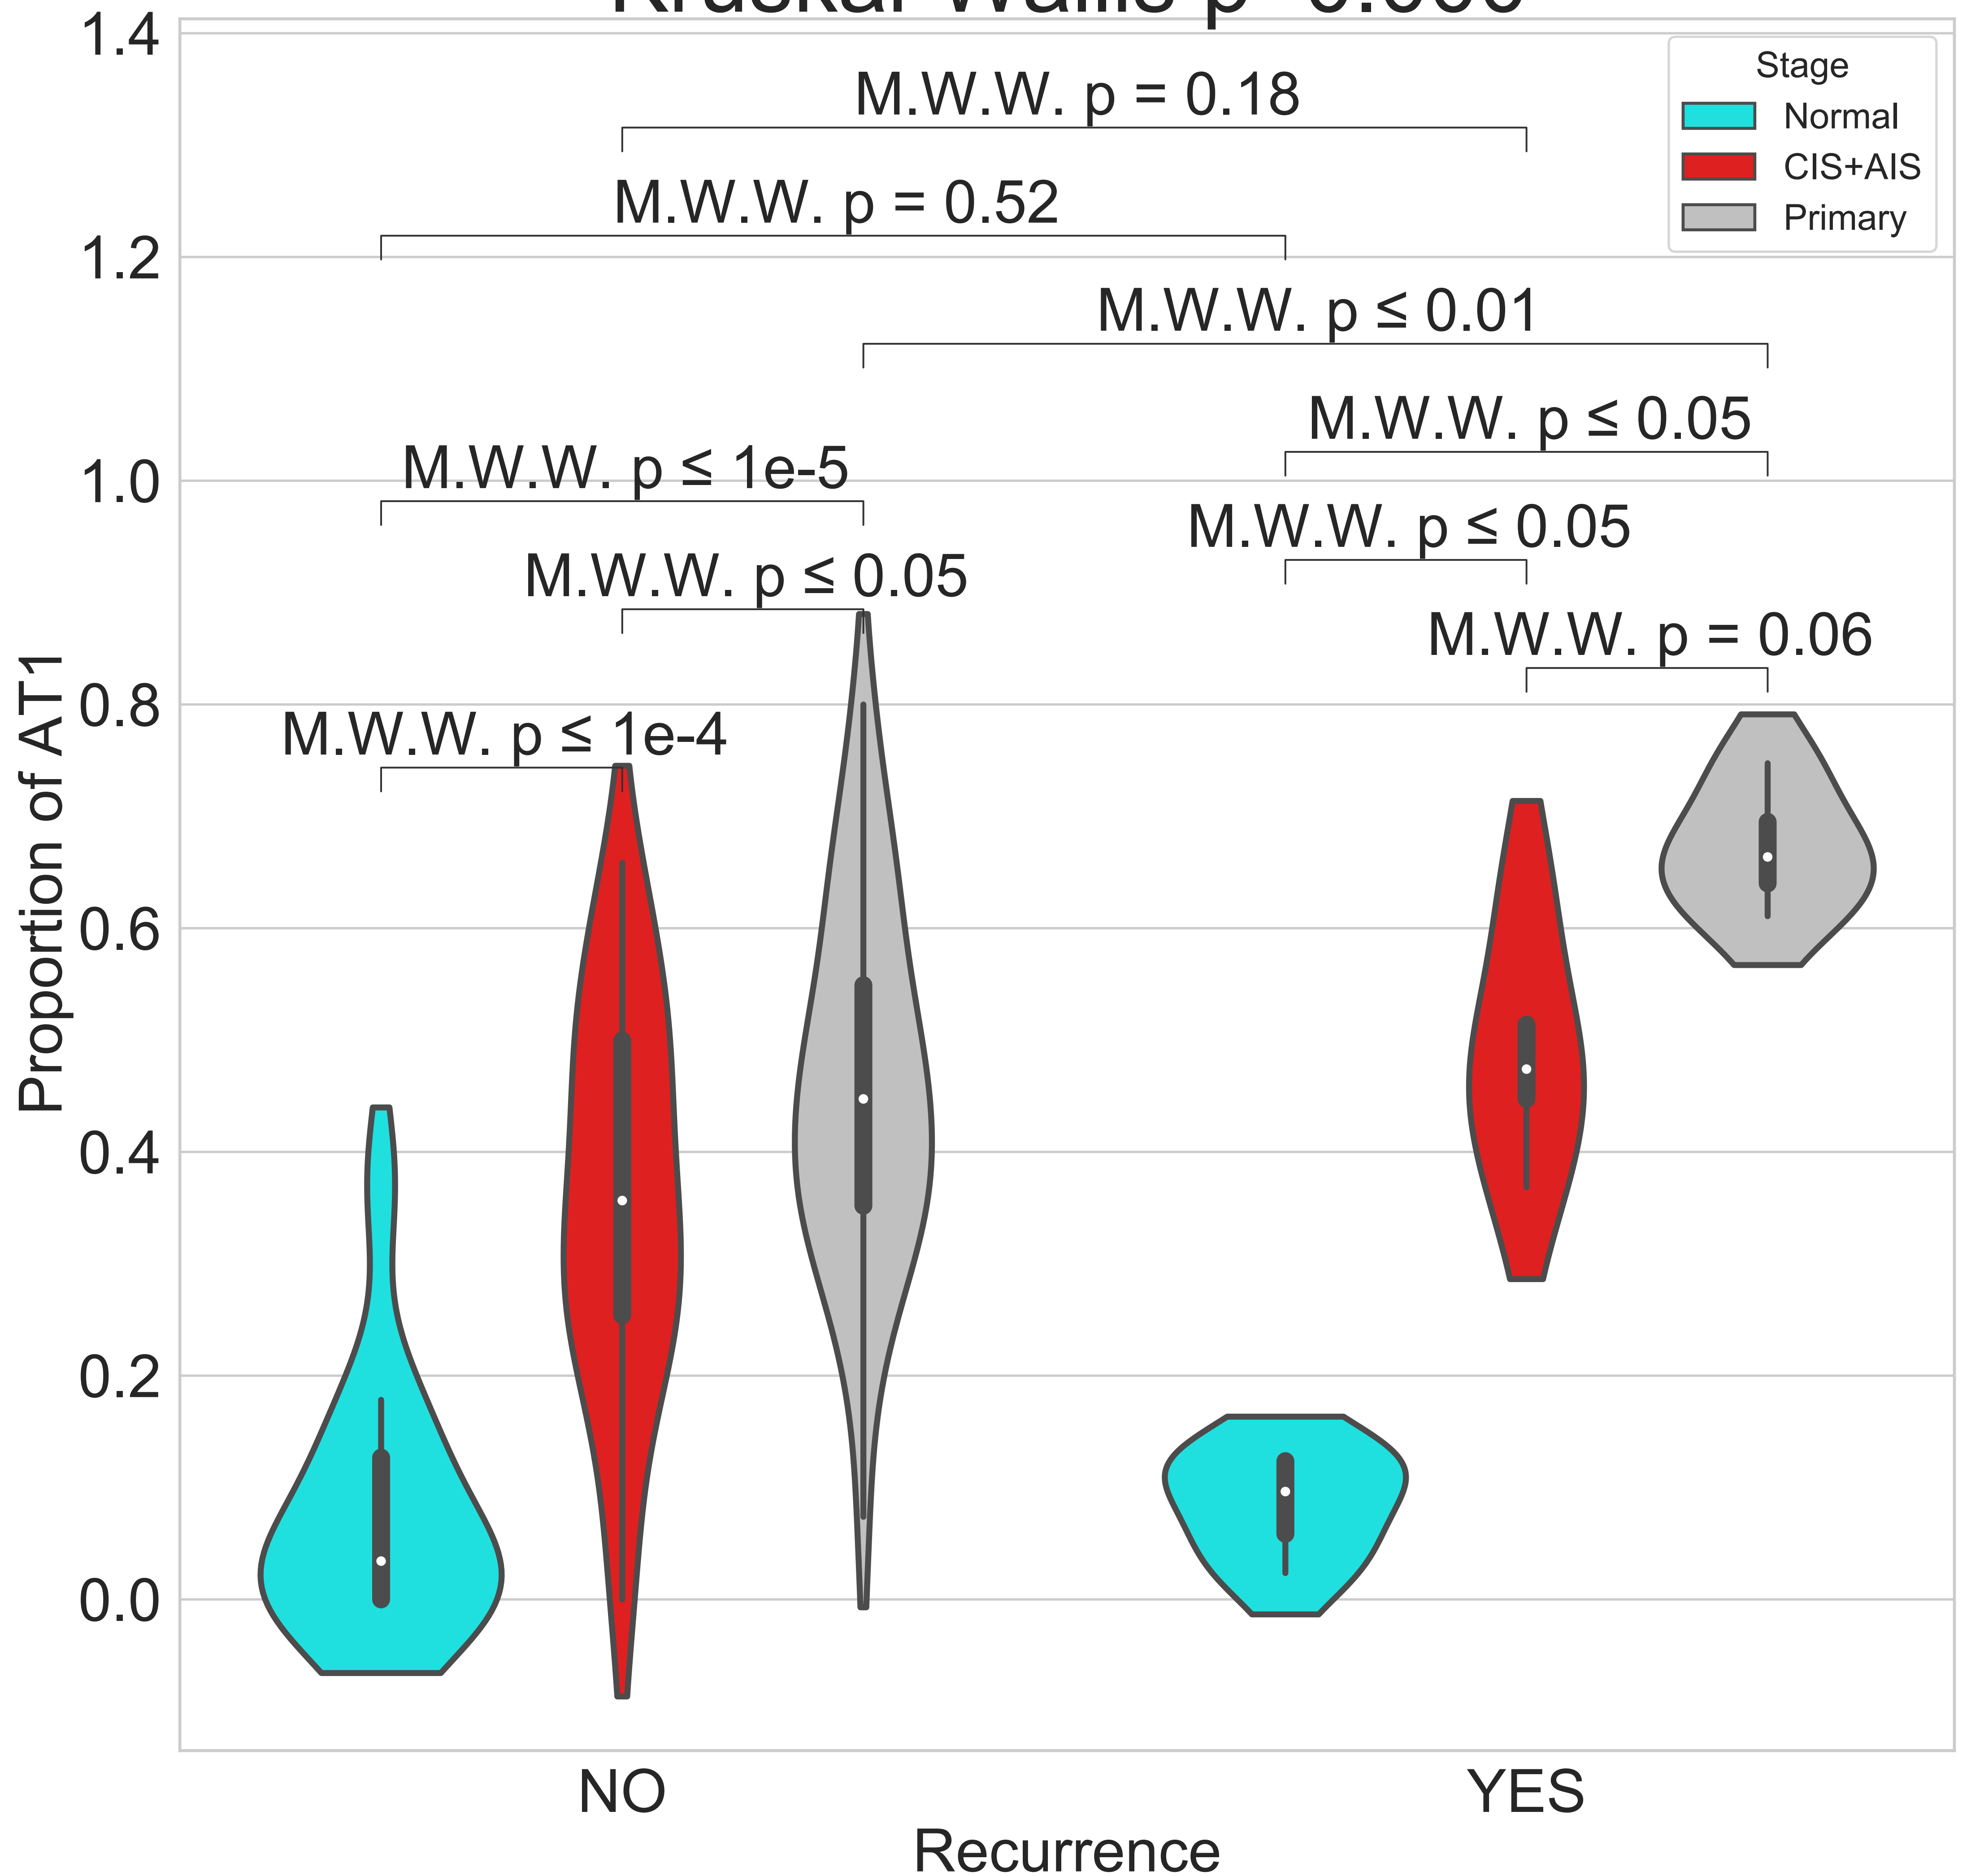 1.4
1.2
1.0
0.8
0.6
0.4
0.2
0.0
Proportion of AT1
M.W.W. p = 0.18
M.W.W. p = 0.52
M.W.W. p ≤ 0.01
M.W.W. p ≤ 0.05
M.W.W. p ≤ 1e-5
M.W.W. p ≤ 0.05
M.W.W. p ≤ 0.05
M.W.W. p = 0.06
M.W.W. p ≤ 1e-4
Stage
Normal
CIS+AIS
Primary
NO
YES
Recurrence